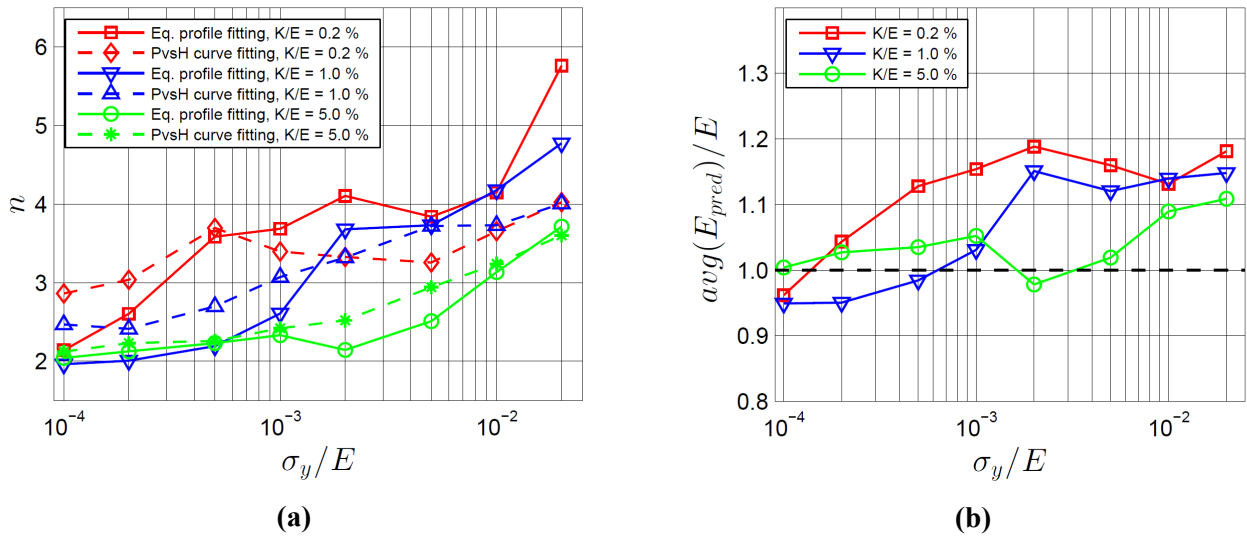 n
6
5
4
3
2
10⁻⁴
10⁻³
10⁻²
σ_y/E
Eq. profile fitting, K/E = 0.2 %
PvsH curve fitting, K/E = 0.2 %
Eq. profile fitting, K/E = 1.0 %
PvsH curve fitting, K/E = 1.0 %
Eq. profile fitting, K/E = 5.0 %
PvsH curve fitting, K/E = 5.0 %
(a)
avg(E_pred)/E
1.3
1.2
1.1
1.0
0.9
0.8
10⁻⁴
10⁻³
10⁻²
σ_y/E
K/E = 0.2 %
K/E = 1.0 %
K/E = 5.0 %
(b)